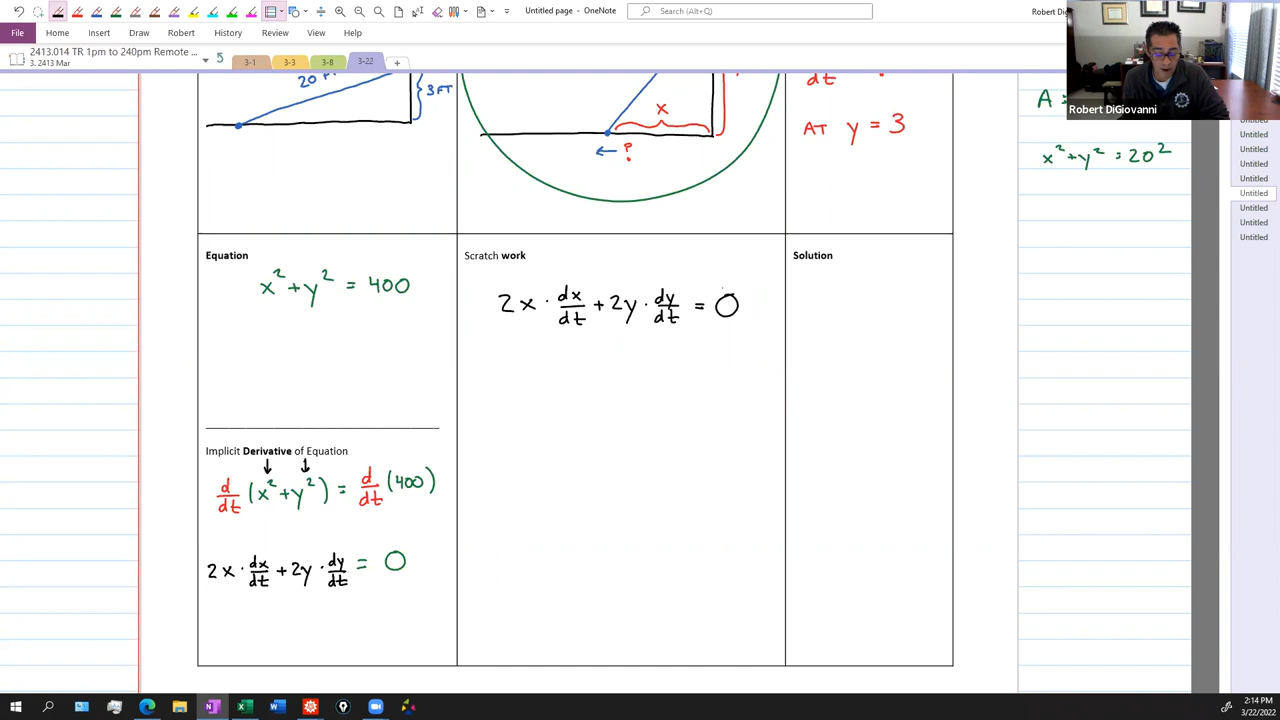 Untitled page - OneNote
Search (Alt+Q)
Robert Di
File Home Insert Draw Robert History Review View Help
2413.014 TR 1pm to 240pm Remote ...
3. 2413 Mar
5
3-1 3-3 3-8 3-22 +
Robert DiGiovanni
20 FT
3 FT
x
?
dt
AT y = 3
A =
x² + y² = 20²
Untitled
Untitled
Untitled
Untitled
Untitled
Untitled
Untitled
Untitled
Untitled
Equation
x² + y² = 400
Scratch work
2x · dx/dt + 2y · dy/dt = 0
Solution
Implicit Derivative of Equation
↓ ↓
d/dt (x² + y²) = d/dt (400)
2x · dx/dt + 2y · dy/dt = 0
2:14 PM
3/22/2022